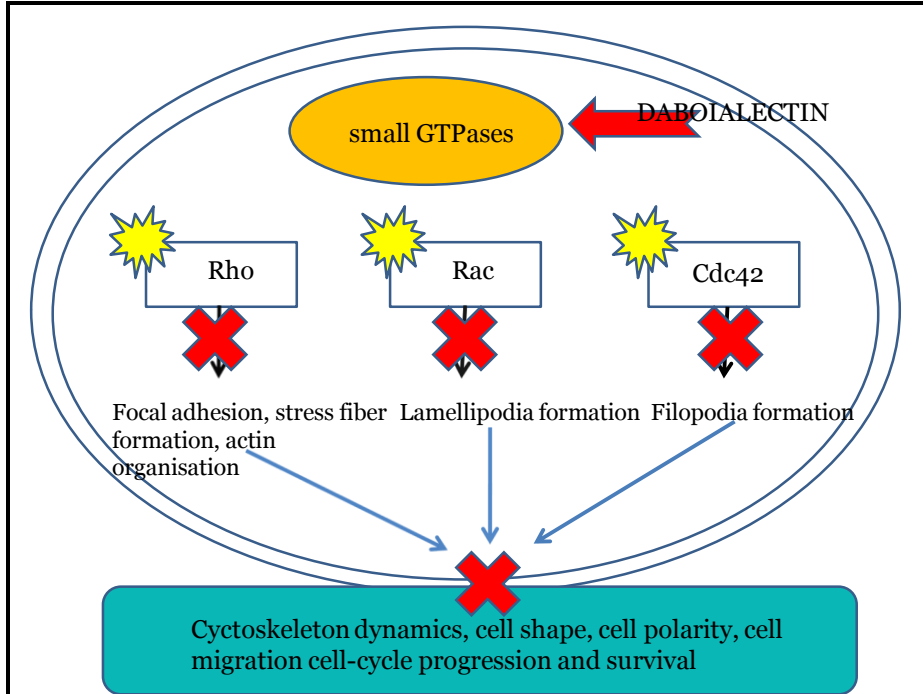 DABOIALECTIN
small GTPases
Rho
Rac
Cdc42
Focal adhesion, stress fiber
formation, actin
organisation
Lamellipodia formation
Filopodia formation
Cyctoskeleton dynamics, cell shape, cell polarity, cell
migration cell-cycle progression and survival